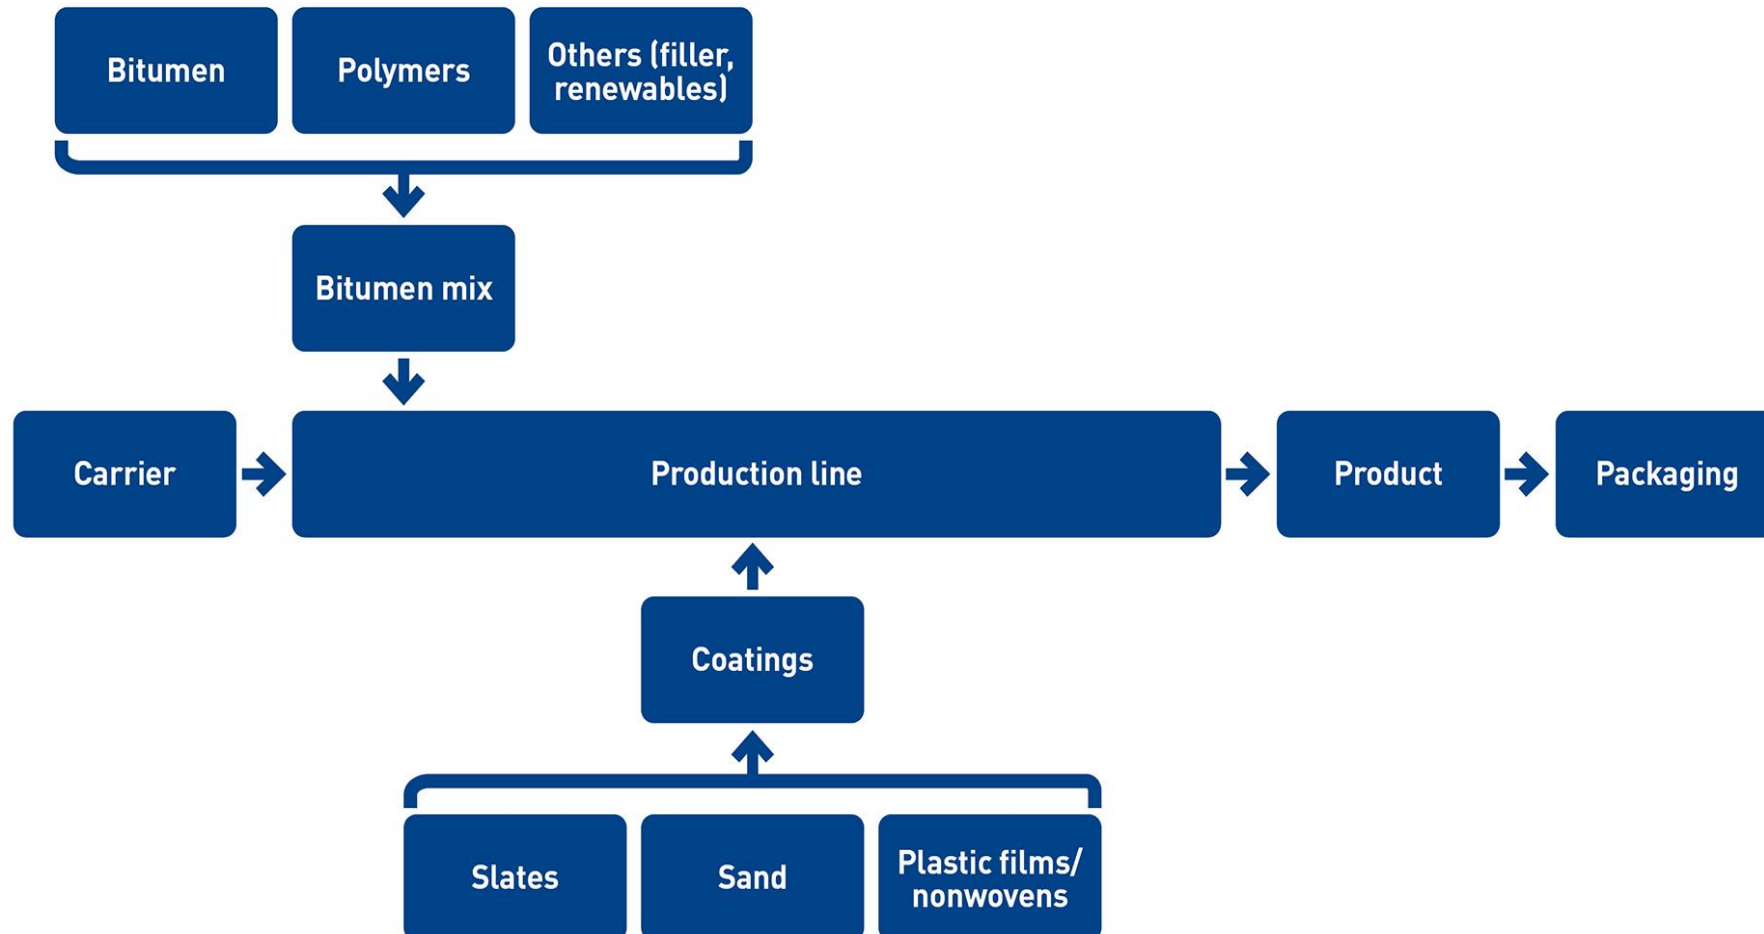 Bitumen
Polymers
Others (filler,
renewables)
Bitumen mix
Carrier
Production line
Product
Packaging
Coatings
Slates
Sand
Plastic films/
nonwovens